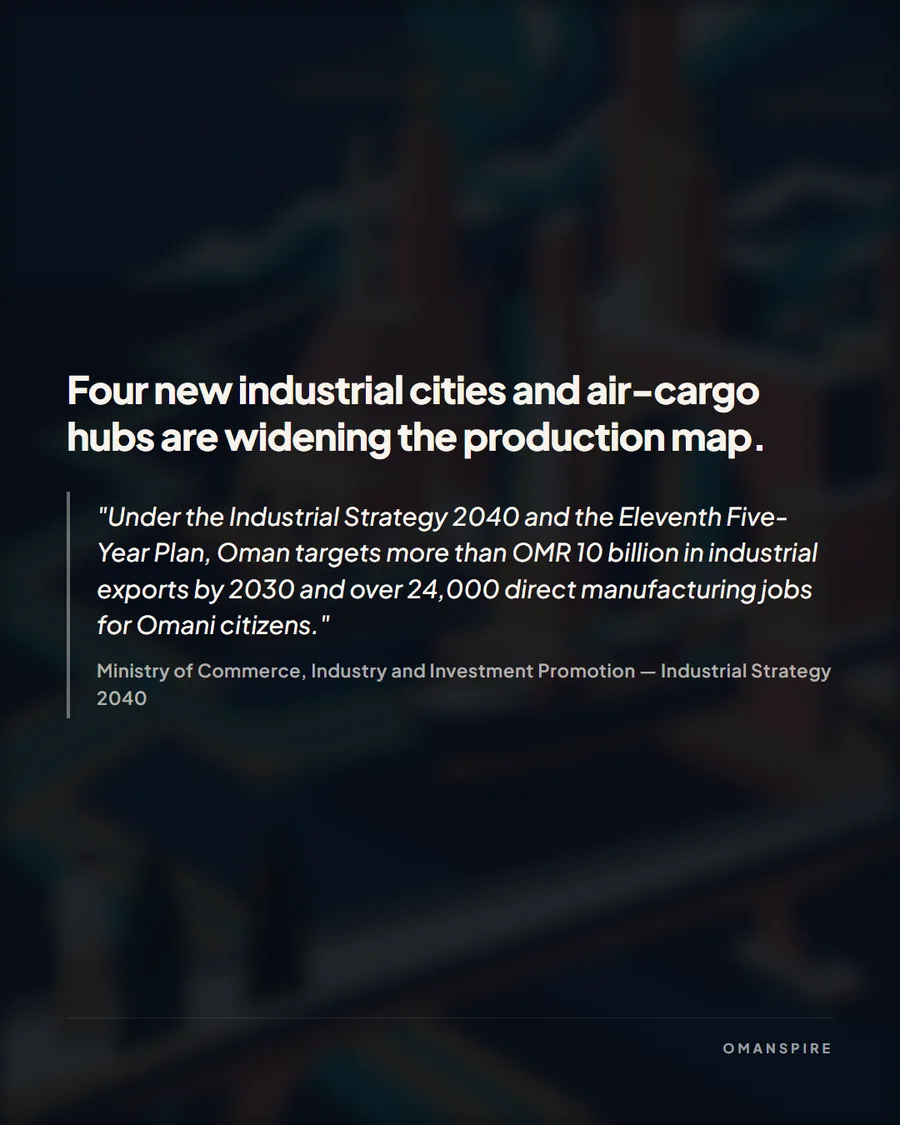 Four new industrial cities and air-cargo
hubs are widening the production map.
"Under the Industrial Strategy 2040 and the Eleventh Five-
Year Plan, Oman targets more than OMR 10 billion in industrial
exports by 2030 and over 24,000 direct manufacturing jobs
for Omani citizens."
Ministry of Commerce, Industry and Investment Promotion — Industrial Strategy
2040
OMANSPIRE